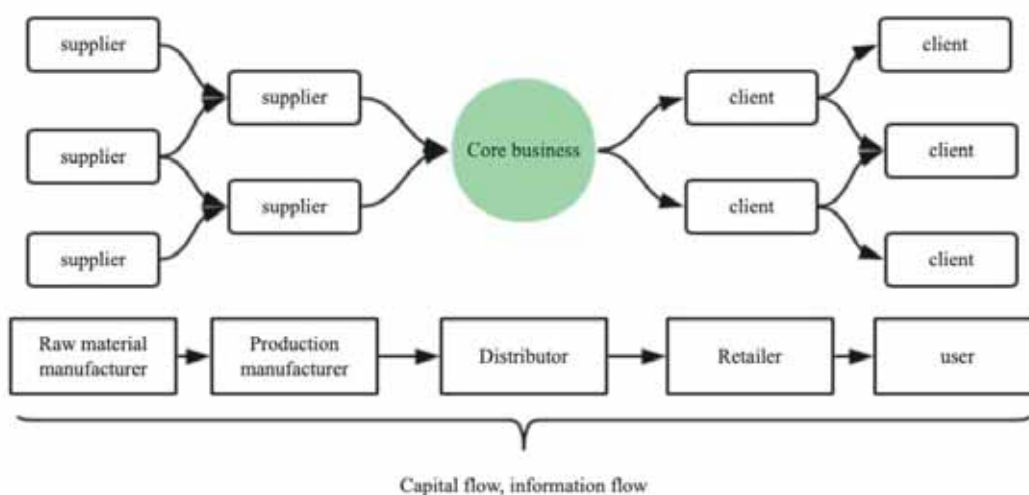 supplier
client
supplier
client
supplier
Core business
client
supplier
client
supplier
client
Raw material
manufacturer
Production
manufacturer
Distributor
Retailer
user
Capital flow, information flow